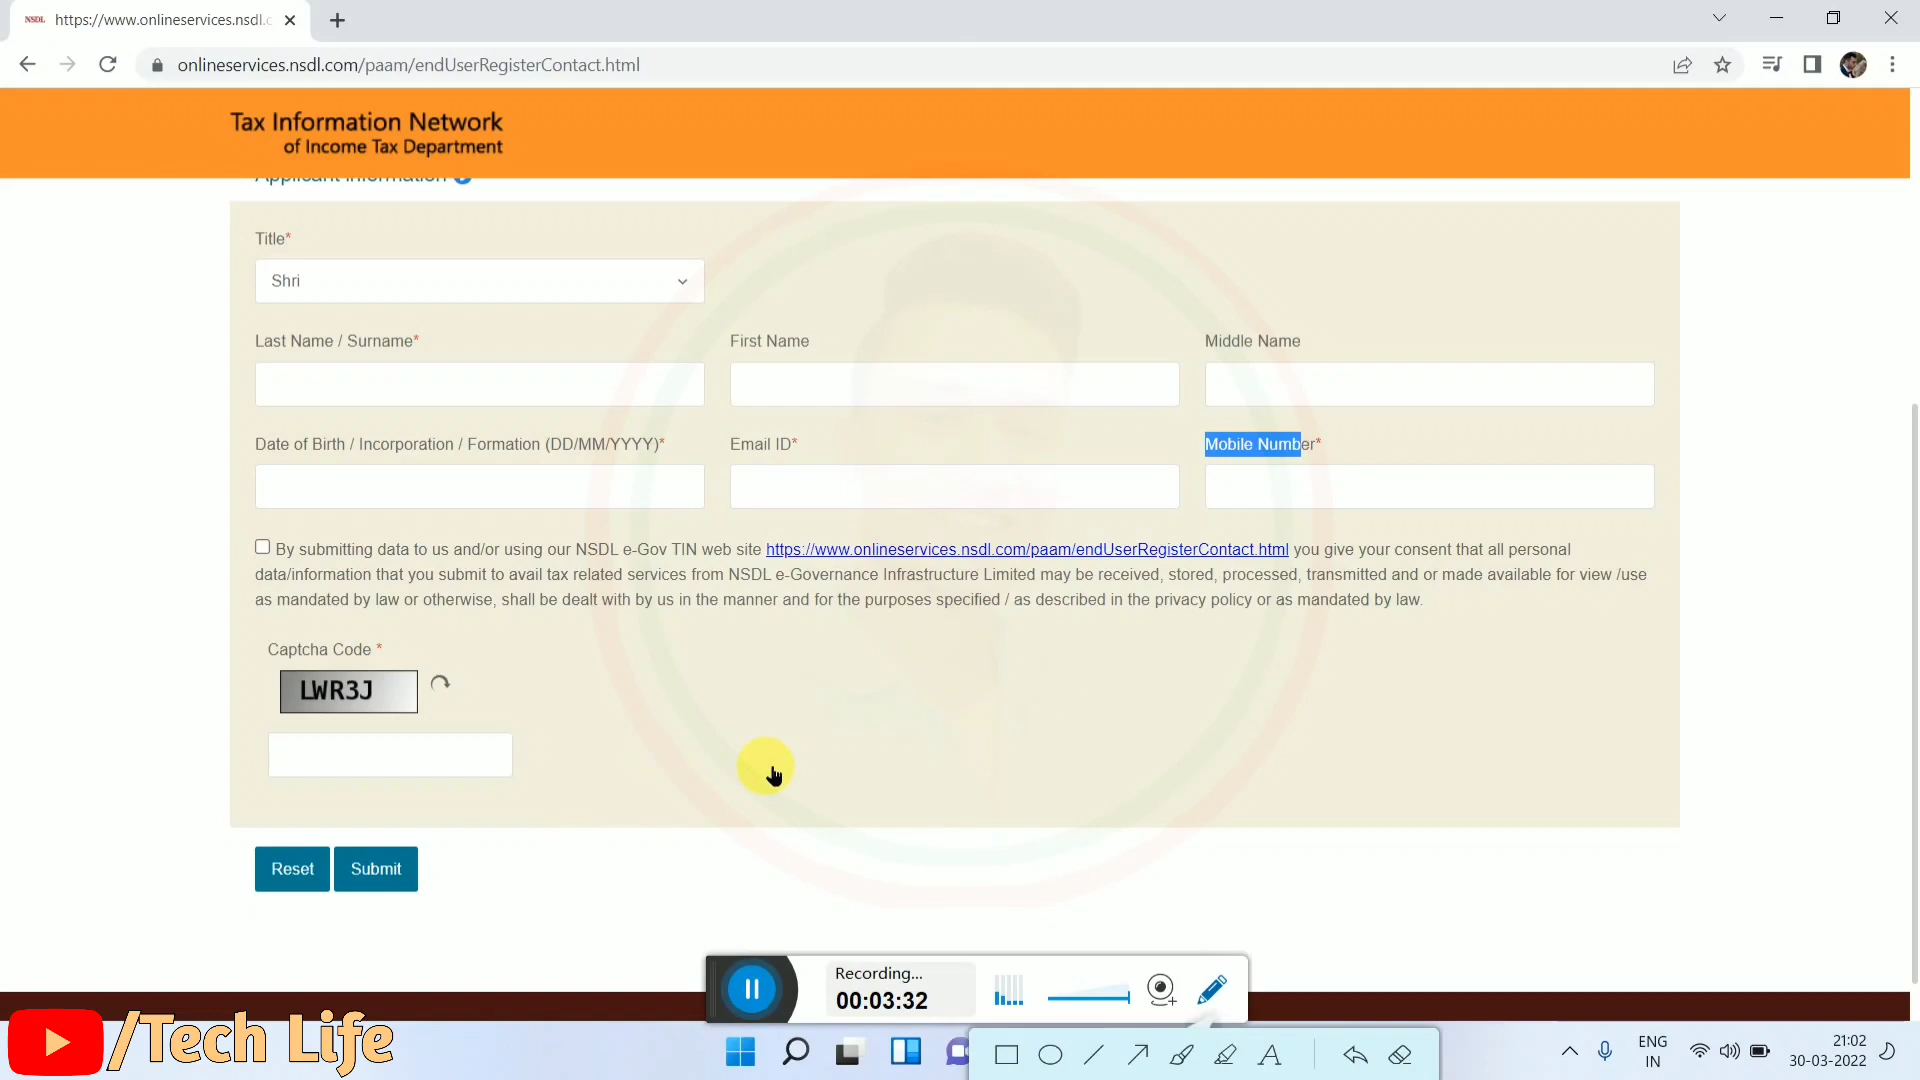 NSDL https://www.onlineservices.nsdl.c
onlineservices.nsdl.com/paam/endUserRegisterContact.html
Tax Information Network
of Income Tax Department
Applicant Information
Title*
Shri
Last Name / Surname* First Name Middle Name
Date of Birth / Incorporation / Formation (DD/MM/YYYY)* Email ID* Mobile Number*
By submitting data to us and/or using our NSDL e-Gov TIN web site https://www.onlineservices.nsdl.com/paam/endUserRegisterContact.html you give your consent that all personal
data/information that you submit to avail tax related services from NSDL e-Governance Infrastructure Limited may be received, stored, processed, transmitted and or made available for view /use
as mandated by law or otherwise, shall be dealt with by us in the manner and for the purposes specified / as described in the privacy policy or as mandated by law.
Captcha Code *
LWR3J
Reset Submit
Recording...
00:03:32
/Tech Life
ENG
IN
21:02
30-03-2022